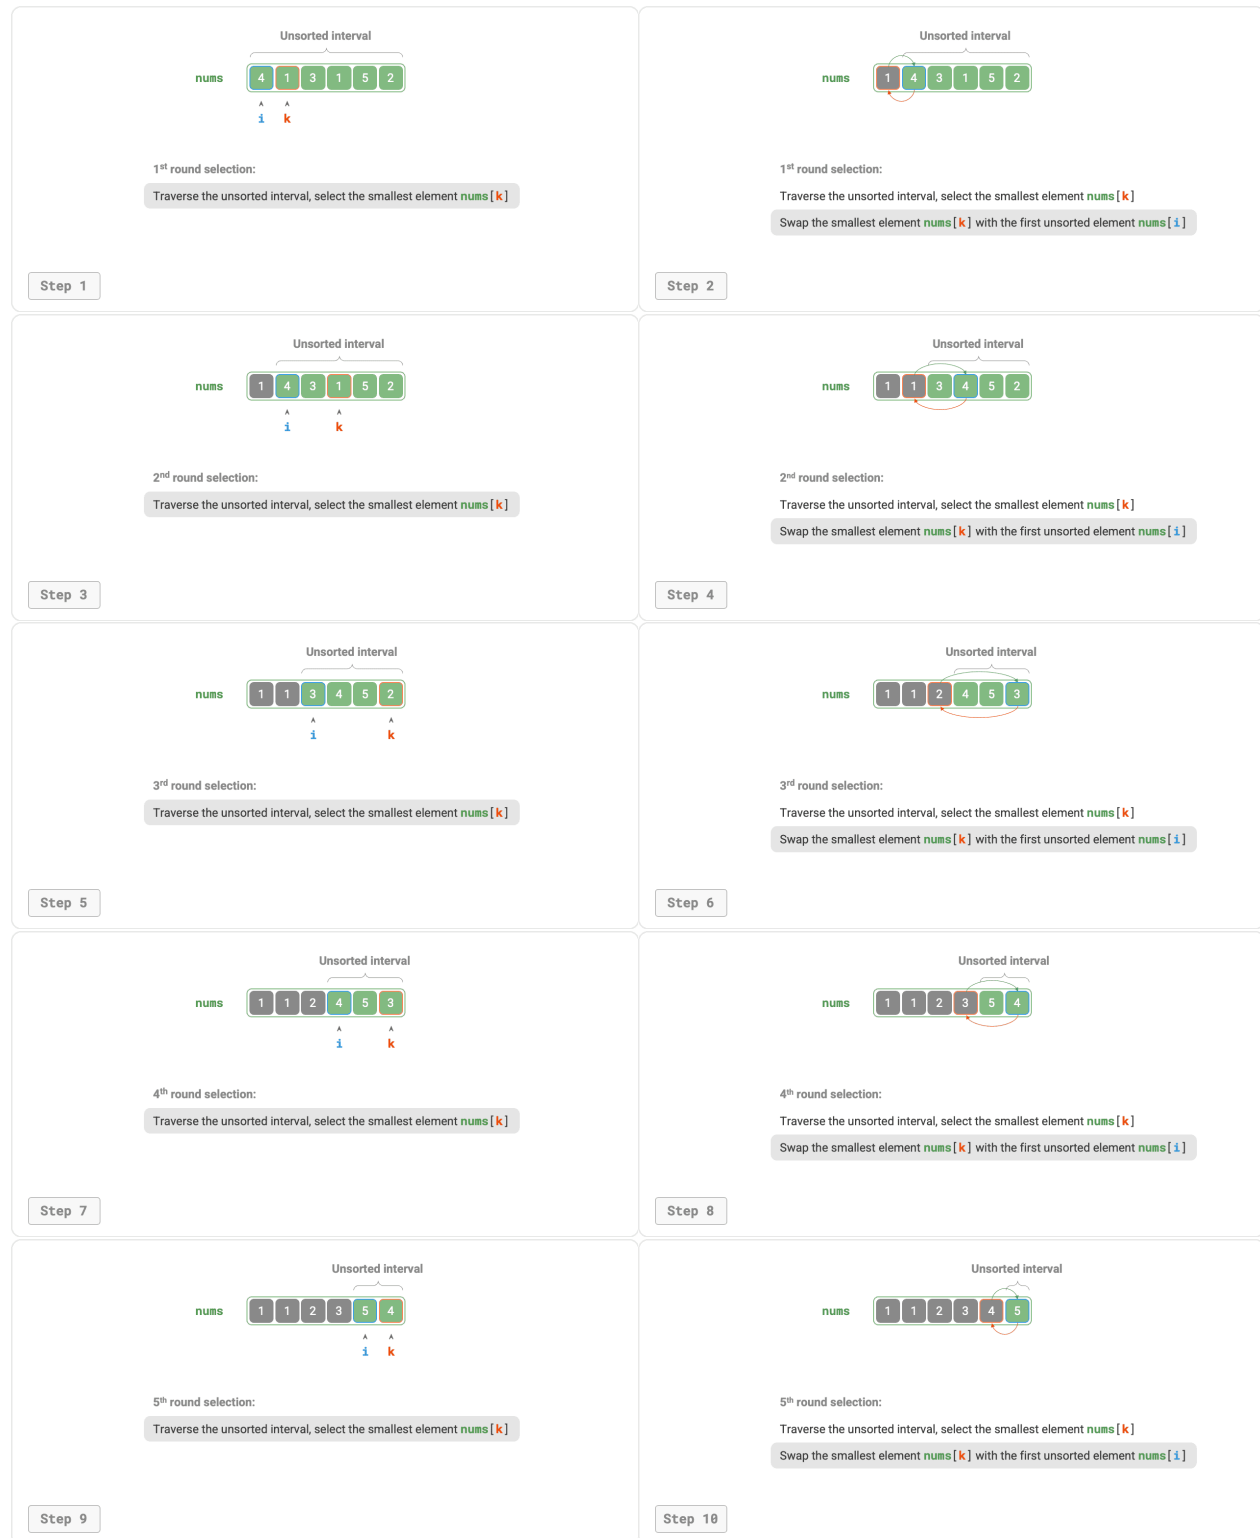 Unsorted interval
nums 4 1 3 1 5 2
i k
1st round selection:
Traverse the unsorted interval, select the smallest element nums[k]
Step 1
Unsorted interval
nums 1 4 3 1 5 2
1st round selection:
Traverse the unsorted interval, select the smallest element nums[k]
Swap the smallest element nums[k] with the first unsorted element nums[i]
Step 2
Unsorted interval
nums 1 4 3 1 5 2
i k
2nd round selection:
Traverse the unsorted interval, select the smallest element nums[k]
Step 3
Unsorted interval
nums 1 1 3 4 5 2
2nd round selection:
Traverse the unsorted interval, select the smallest element nums[k]
Swap the smallest element nums[k] with the first unsorted element nums[i]
Step 4
Unsorted interval
nums 1 1 3 4 5 2
i k
3rd round selection:
Traverse the unsorted interval, select the smallest element nums[k]
Step 5
Unsorted interval
nums 1 1 2 4 5 3
3rd round selection:
Traverse the unsorted interval, select the smallest element nums[k]
Swap the smallest element nums[k] with the first unsorted element nums[i]
Step 6
Unsorted interval
nums 1 1 2 4 5 3
i k
4th round selection:
Traverse the unsorted interval, select the smallest element nums[k]
Step 7
Unsorted interval
nums 1 1 2 3 5 4
4th round selection:
Traverse the unsorted interval, select the smallest element nums[k]
Swap the smallest element nums[k] with the first unsorted element nums[i]
Step 8
Unsorted interval
nums 1 1 2 3 5 4
i k
5th round selection:
Traverse the unsorted interval, select the smallest element nums[k]
Step 9
Unsorted interval
nums 1 1 2 3 4 5
5th round selection:
Traverse the unsorted interval, select the smallest element nums[k]
Swap the smallest element nums[k] with the first unsorted element nums[i]
Step 10